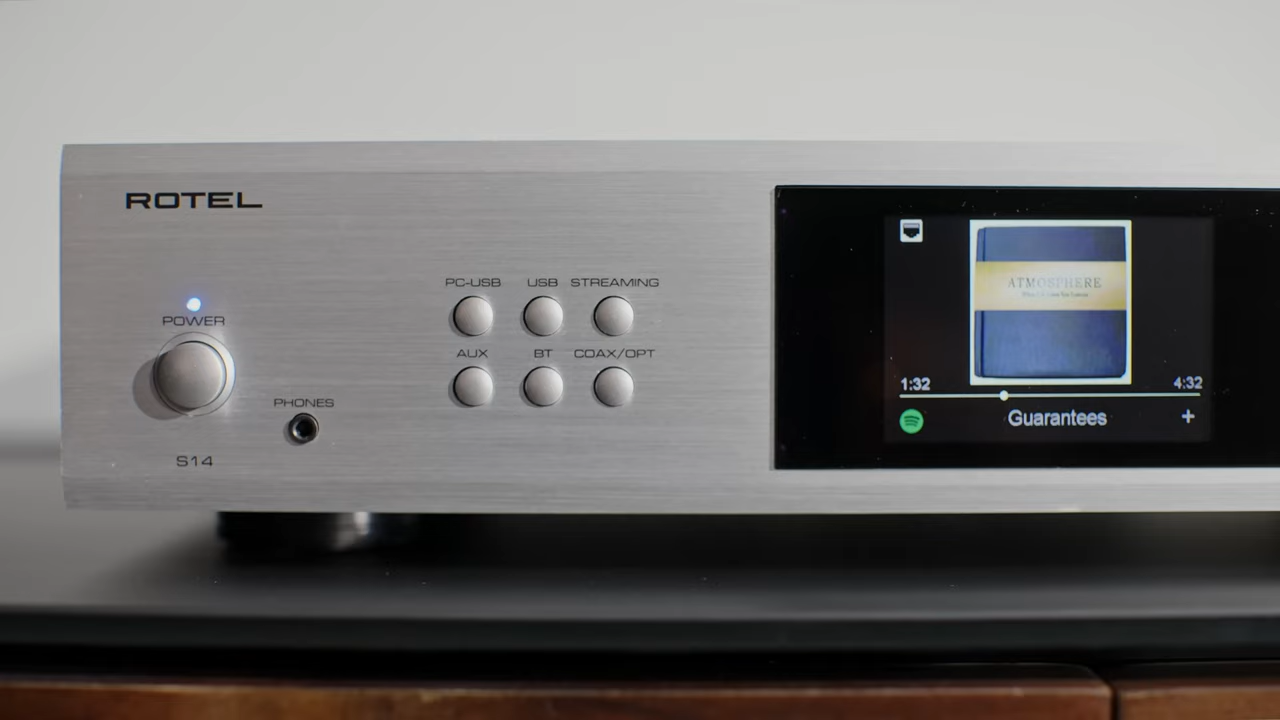 ROTEL
POWER
PHONES
S14
PC-USB USB STREAMING
AUX BT COAX/OPT
ATMOSPHERE
1:32 4:32
Guarantees +